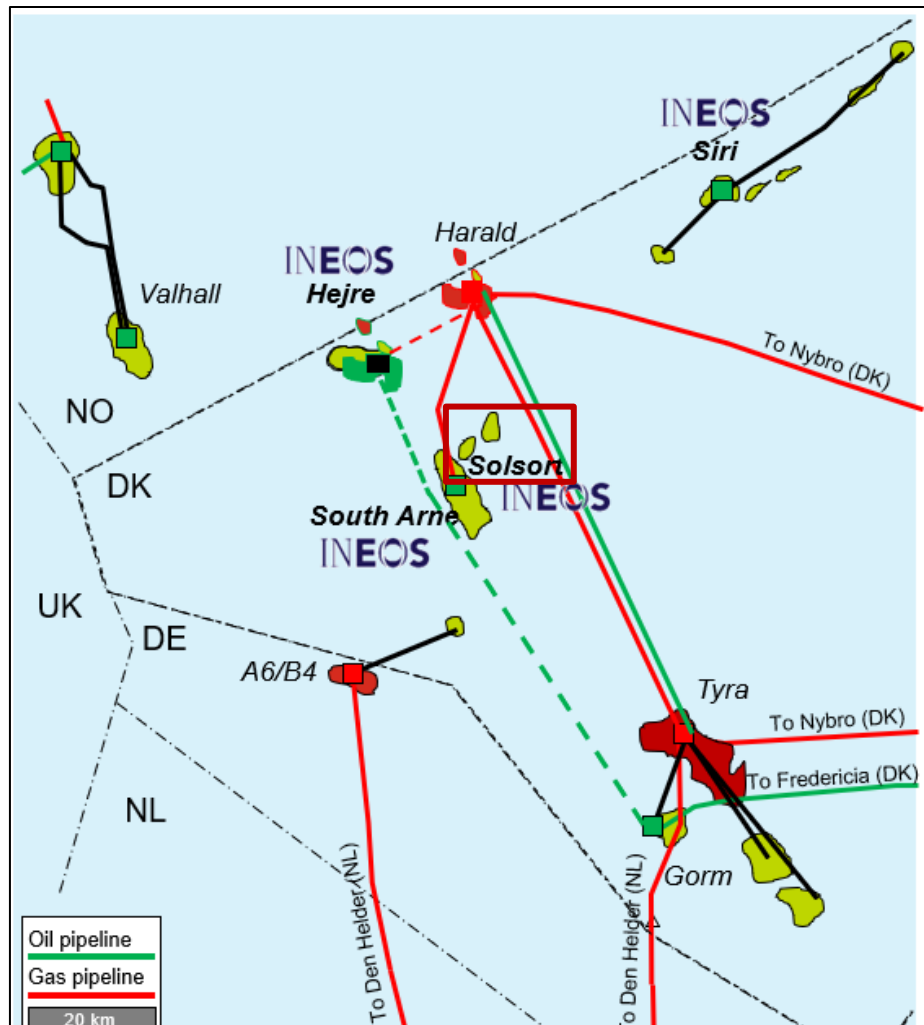 INEOS
Siri
Harald
INEOS
Hejre
Valhall
To Nybro (DK)
NO
DK
Solsort
INEOS
South Arne
INEOS
UK
DE
A6/B4
Tyra
To Nybro (DK)
To Fredericia (DK)
NL
Gorm
To Den Helder (NL)
o Den Helder (NL)
Oil pipeline
Gas pipeline
20 km